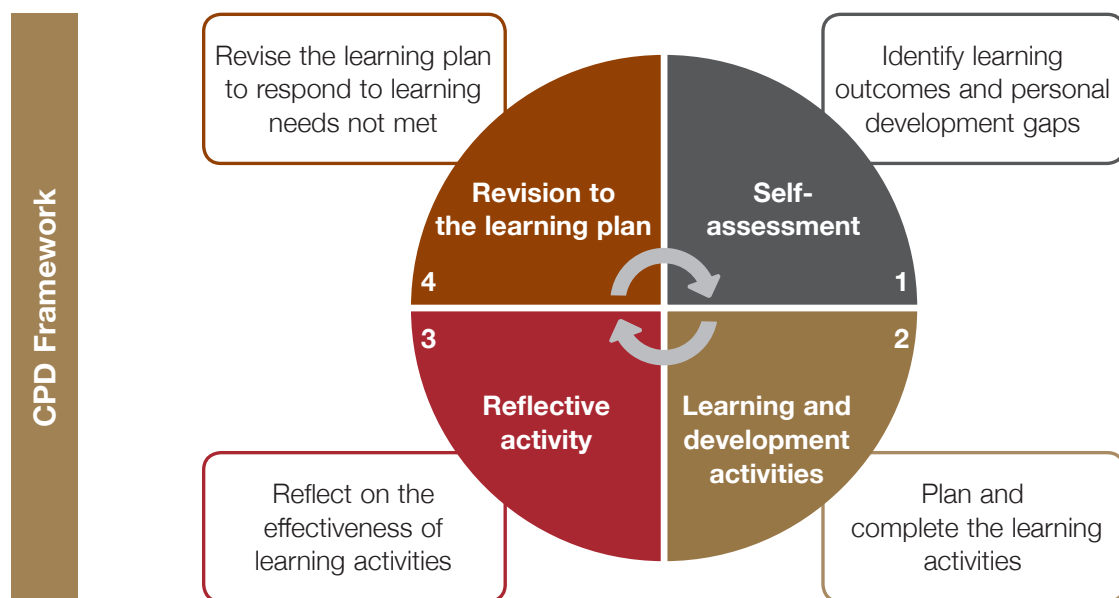 CPD Framework
Revise the learning plan
to respond to learning
needs not met
Identify learning
outcomes and personal
development gaps
Revision to
the learning plan
4
Self-
assessment
1
3
Reflective
activity
2
Learning and
development
activities
Reflect on the
effectiveness of
learning activities
Plan and
complete the learning
activities